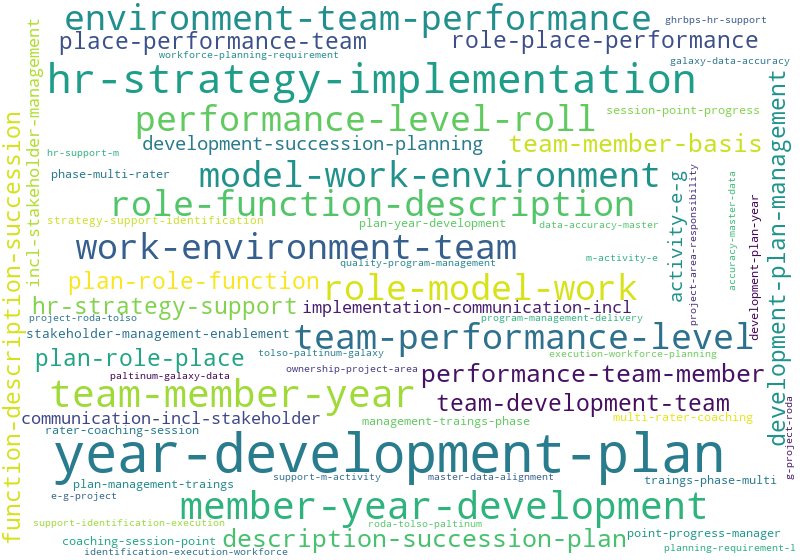 environment-team-performance
ghrbps-hr-support
place-performance-team
role-place-performance
workforce-planning-requirement
galaxy-data-accuracy
hr-strategy-implementation
incl-stakeholder-management
development-plan-management
performance-level-roll
session-point-progress
function-description-succession
development-succession-planning
team-member-basis
hr-support-m
phase-multi-rater
model-work-environment
activity-e-g
project-area-responsibility
accuracy-master-data
development-plan-year
role-function-description
strategy-support-identification
plan-year-development
data-accuracy-master
work-environment-team
quality-program-management
m-activity-e
plan-role-function
role-model-work
hr-strategy-support
implementation-communication-incl
project-roda-tolso
program-management-delivery
stakeholder-management-enablement
team-performance-level
plan-role-place
tolso-paltinum-galaxy
execution-workforce-planning
paltinum-galaxy-data
ownership-project-area
performance-team-member
team-member-year
team-development-team
g-project-roda
communication-incl-stakeholder
management-traings-phase
multi-rater-coaching
rater-coaching-session
year-development-plan
plan-management-traings
support-m-activity
master-data-alignment
traings-phase-multi
e-g-project
member-year-development
support-identification-execution
roda-tolso-paltinum
coaching-session-point
description-succession-plan
point-progress-manager
identification-execution-workforce
planning-requirement-l